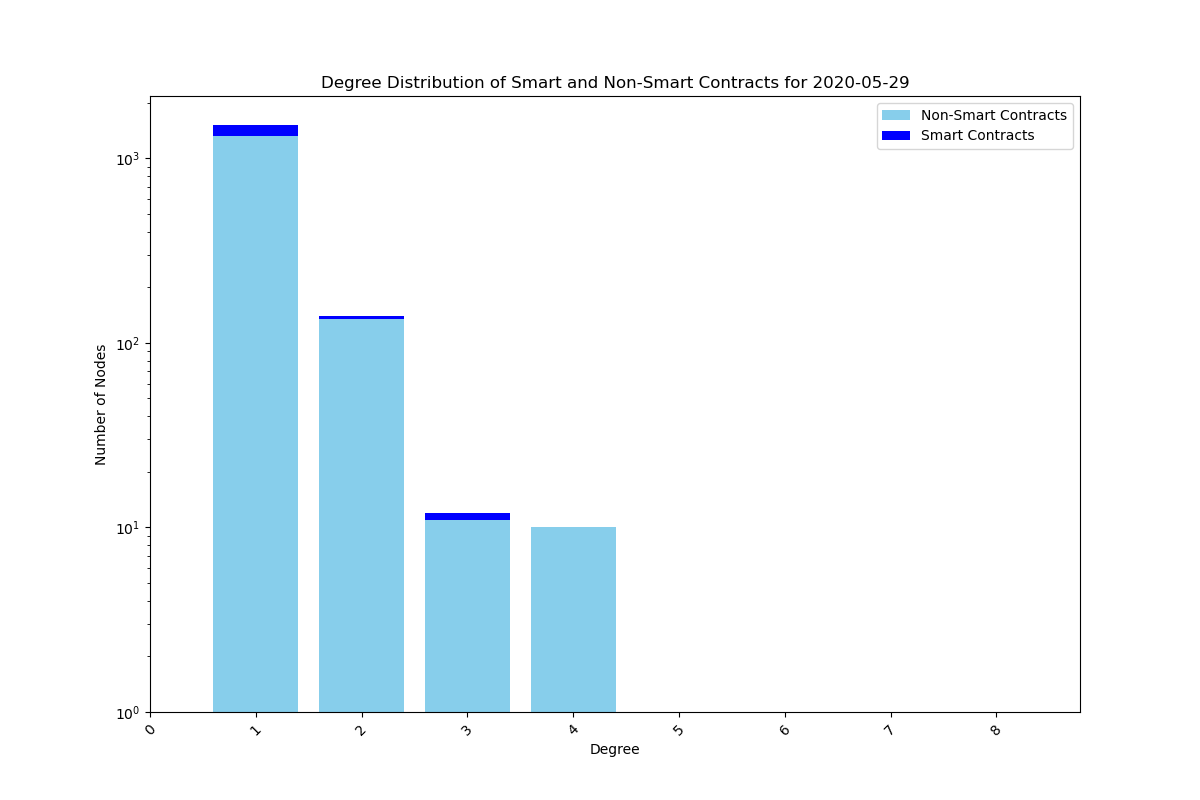 Degree Distribution of Smart and Non-Smart Contracts for 2020-05-29
Non-Smart Contracts
Smart Contracts
Number of Nodes
10³
10²
10¹
10⁰
0 1 2 3 4 5 6 7 8
Degree